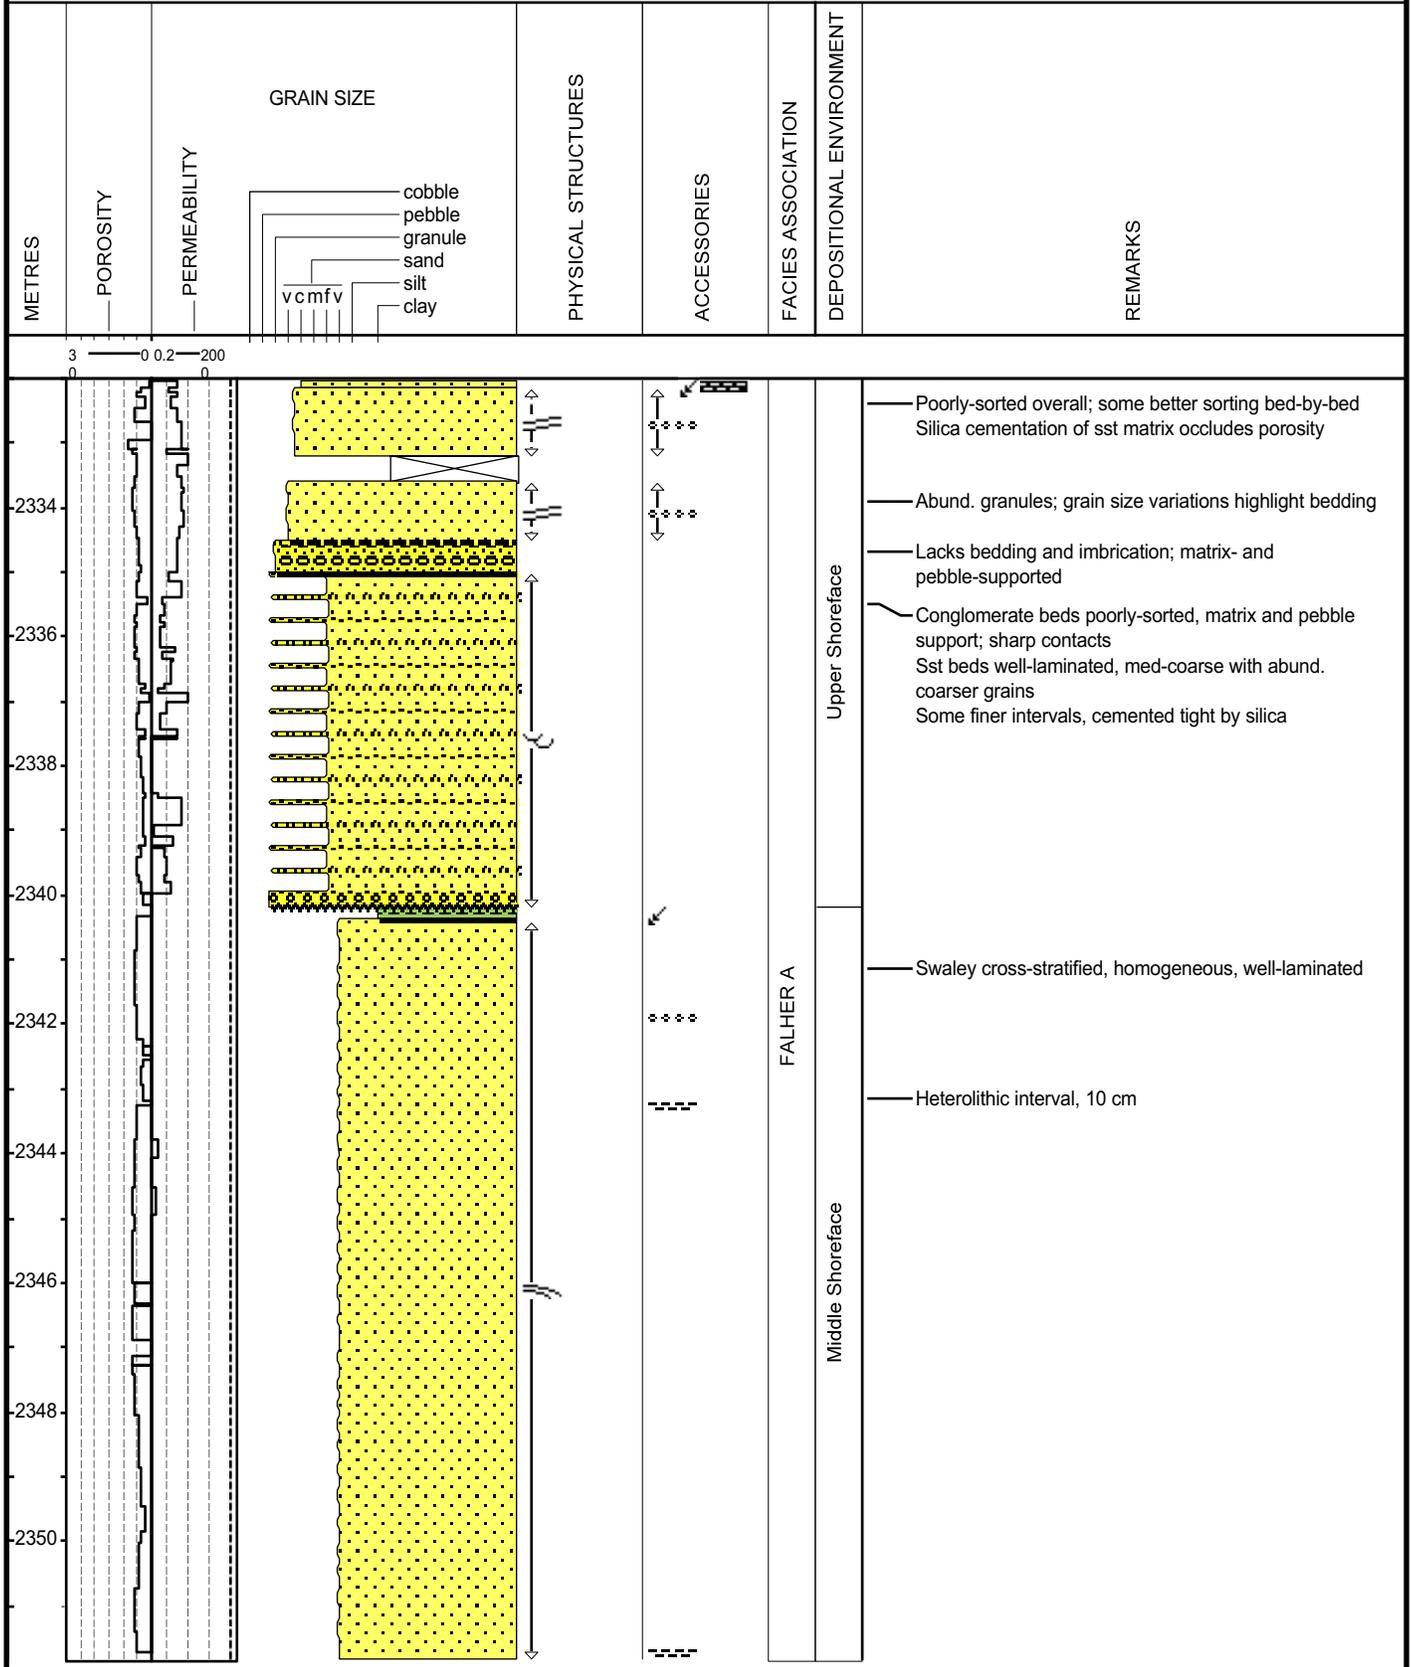 GRAIN SIZE
METRES
POROSITY
PERMEABILITY
cobble
pebble
granule
sand
silt
clay
v c m f v
PHYSICAL STRUCTURES
ACCESSORIES
FACIES ASSOCIATION
DEPOSITIONAL ENVIRONMENT
REMARKS
3 0 0.2 200
0 0
Poorly-sorted overall; some better sorting bed-by-bed
Silica cementation of sst matrix occludes porosity
2334
Abund. granules; grain size variations highlight bedding
Lacks bedding and imbrication; matrix- and
pebble-supported
Conglomerate beds poorly-sorted, matrix and pebble
support; sharp contacts
Sst beds well-laminated, med-coarse with abund.
coarser grains
Some finer intervals, cemented tight by silica
2336
Upper Shoreface
2338
2340
Swaley cross-stratified, homogeneous, well-laminated
FALHER A
2342
Heterolithic interval, 10 cm
2344
Middle Shoreface
2346
2348
2350